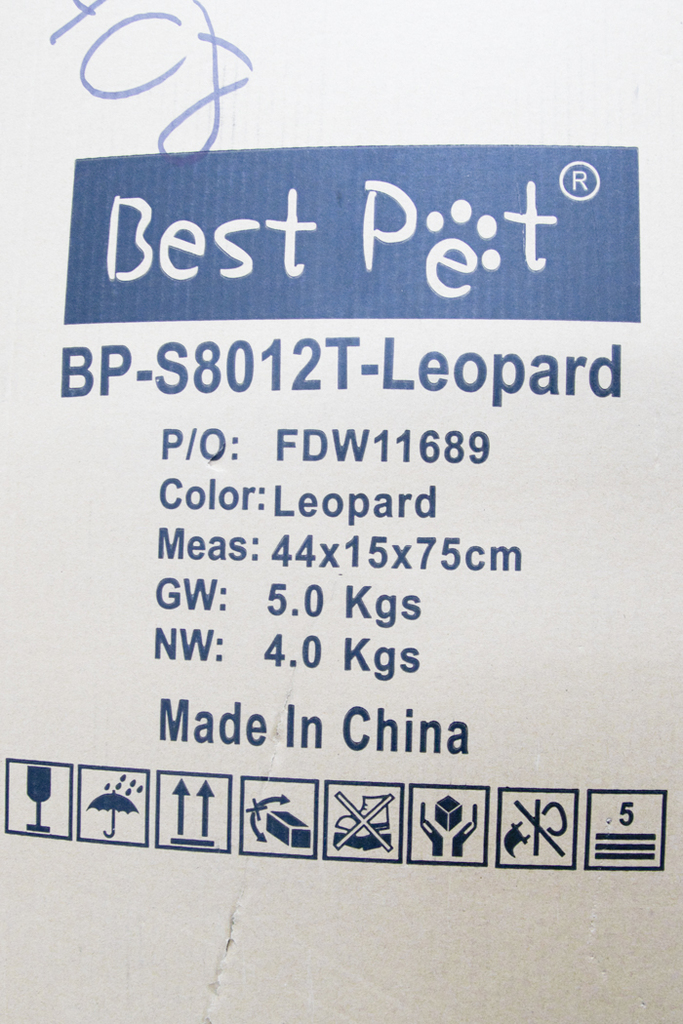 Best Pet®
BP-S8012T-Leopard
P/O: FDW11689
Color: Leopard
Meas: 44x15x75cm
GW: 5.0 Kgs
NW: 4.0 Kgs
Made In China
5